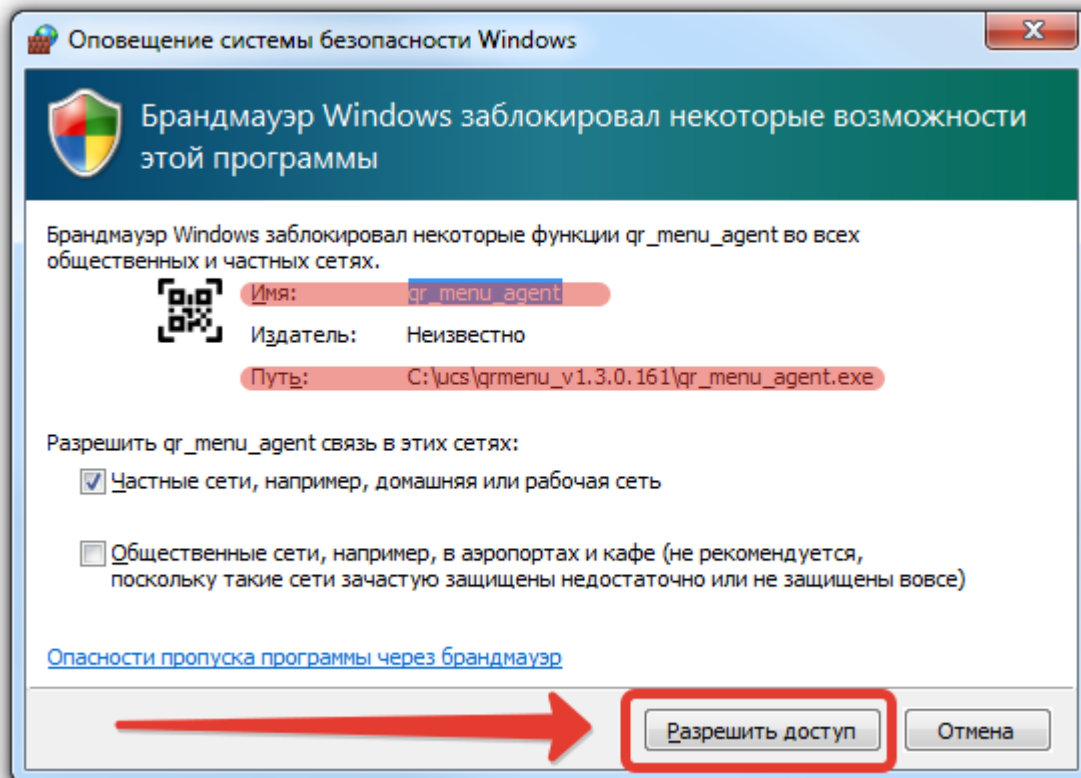 Оповещение системы безопасности Windows
Брандмауэр Windows заблокировал некоторые возможности
этой программы
Брандмауэр Windows заблокировал некоторые функции qr_menu_agent во всех
общественных и частных сетях.
Имя: qr_menu_agent
Издатель: Неизвестно
Путь: C:\ucs\qrmenu_v1.3.0.161\qr_menu_agent.exe
Разрешить qr_menu_agent связь в этих сетях:
Частные сети, например, домашняя или рабочая сеть
Общественные сети, например, в аэропортах и кафе (не рекомендуется,
поскольку такие сети зачастую защищены недостаточно или не защищены вовсе)
Опасности пропуска программы через брандмауэр
Разрешить доступ Отмена